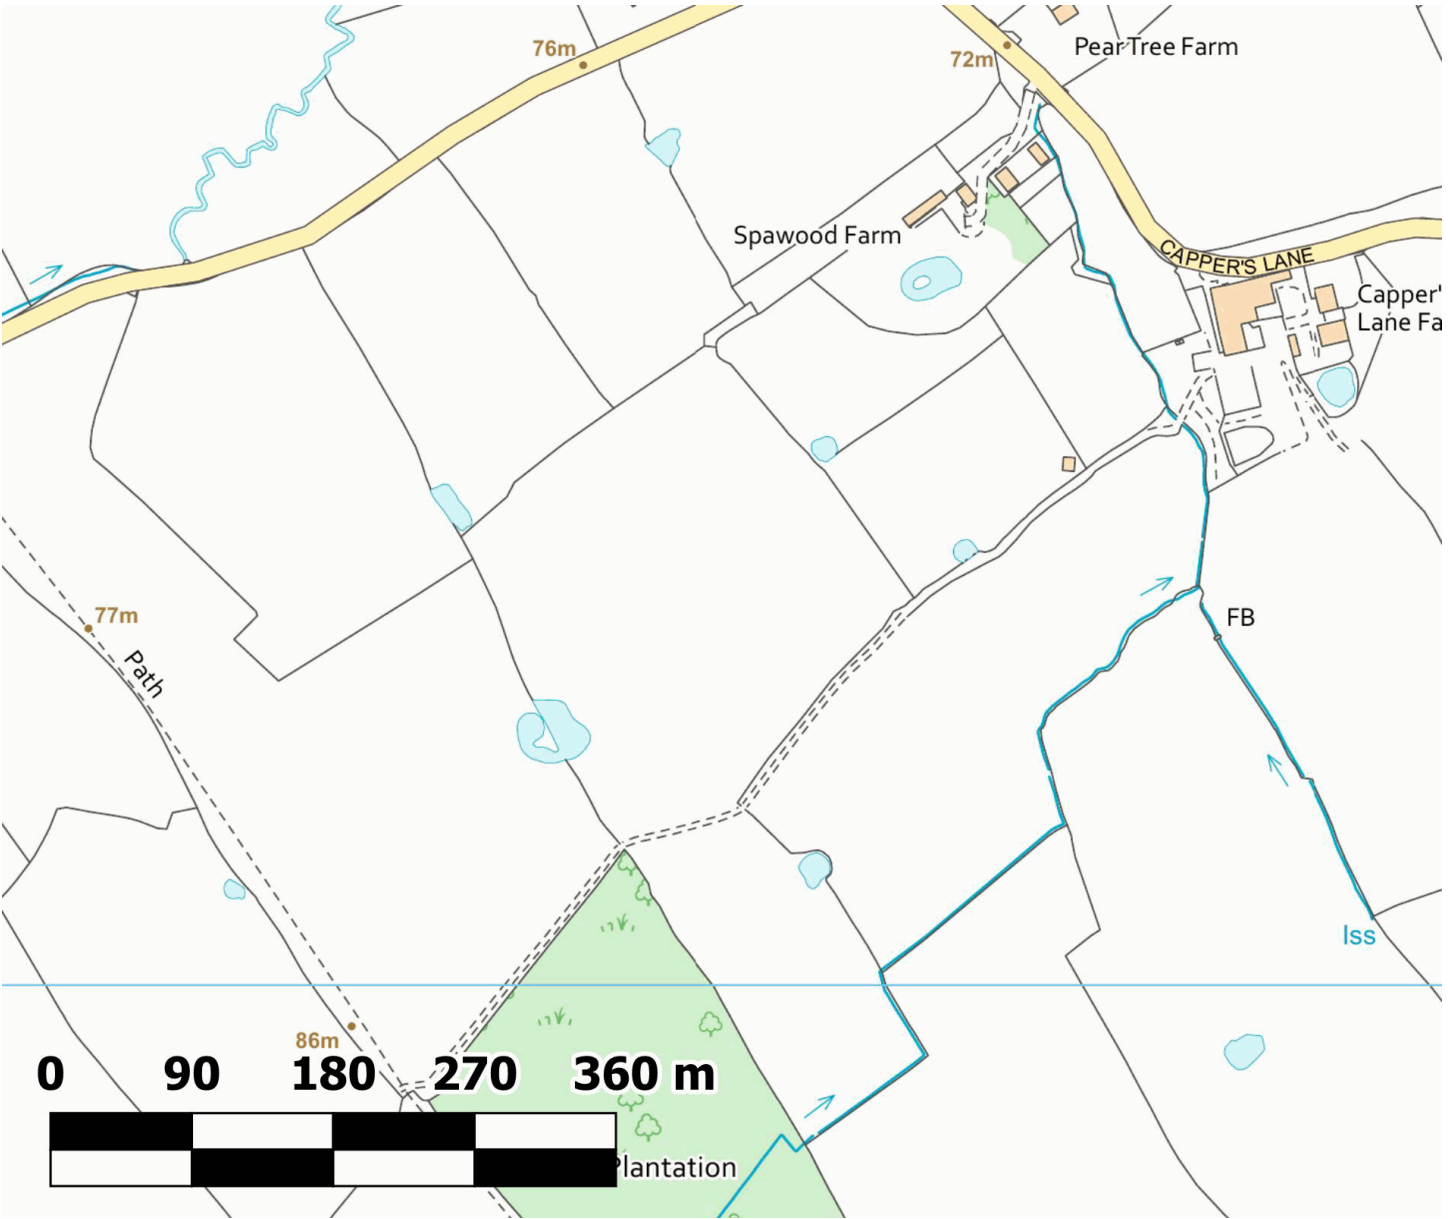 76m
72m
Pear Tree Farm
Spawood Farm
CAPPER'S LANE
Capper'
Lane Fa
77m
Path
FB
Iss
86m
0 90 180 270 360 m
Plantation